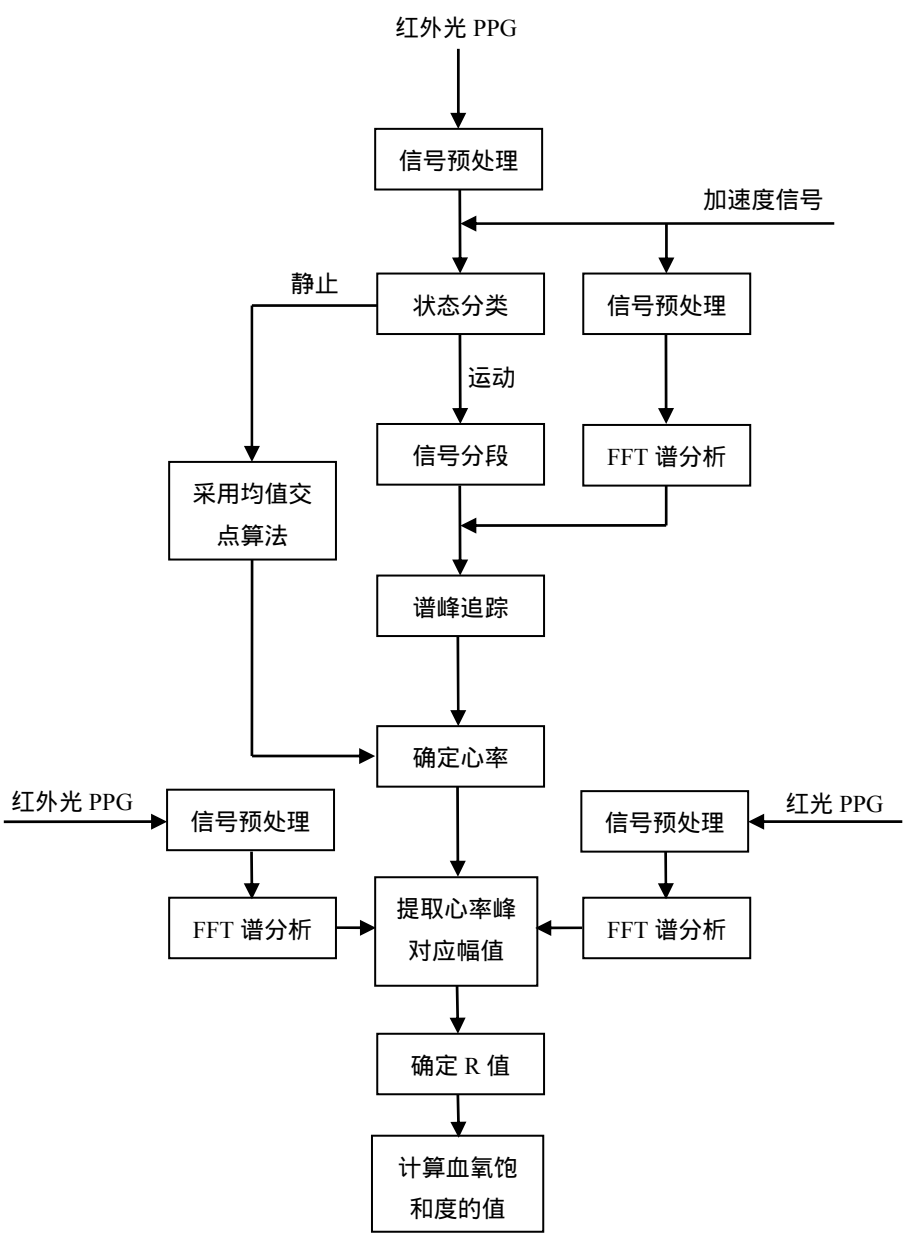 红外光 PPG
信号预处理
加速度信号
静止
状态分类
信号预处理
运动
信号分段
FFT 谱分析
采用均值交
点算法
谱峰追踪
确定心率
红外光 PPG
信号预处理
信号预处理
红光 PPG
FFT 谱分析
提取心率峰
对应幅值
FFT 谱分析
确定 R 值
计算血氧饱
和度的值